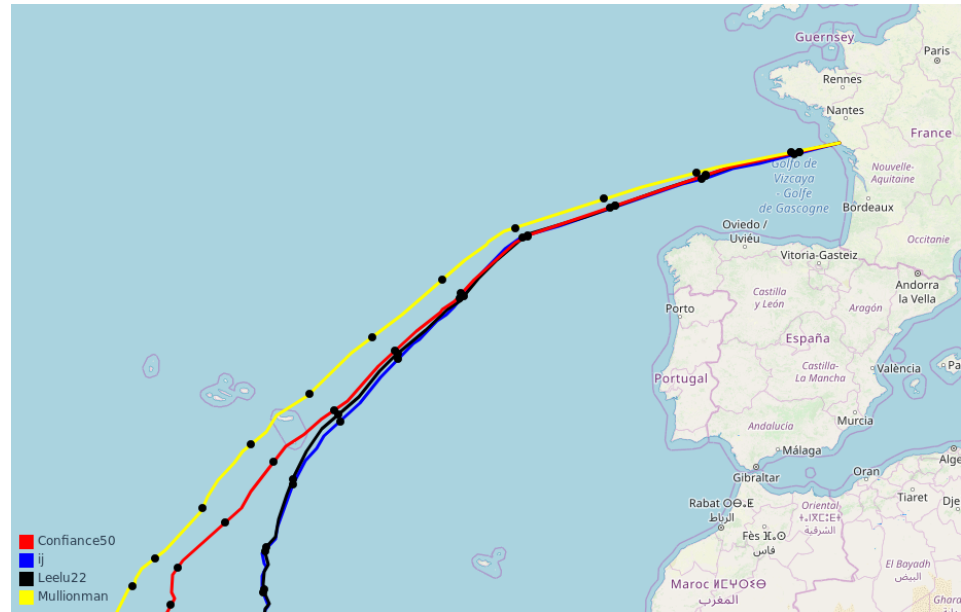 Guernsey
Paris
Rennes
Nantes
France
Golfo de
Vizcaya
- Golfe
de Gascogne
Nouvelle-
Aquitaine
Bordeaux
Oviedo /
Uviéu
Occitanie
Vitoria-Gasteiz
Andorra
la Vella
Castilla
y León
Aragón
Porto
España
Castilla-
La Mancha
València
Portugal
Murcia
Andalucía
Málaga
Gibraltar
Oran
Rabat ⵔⴱⴰⵟ
الرباط
Oriental
الشرقية
Tiaret
Fès ⴼⴰⵙ
فاس
El Bayadh
البيض
Maroc ⵍⵎⵖⵔⵉⴱ
المغرب
Confiance50
ij
Leelu22
Mullionman